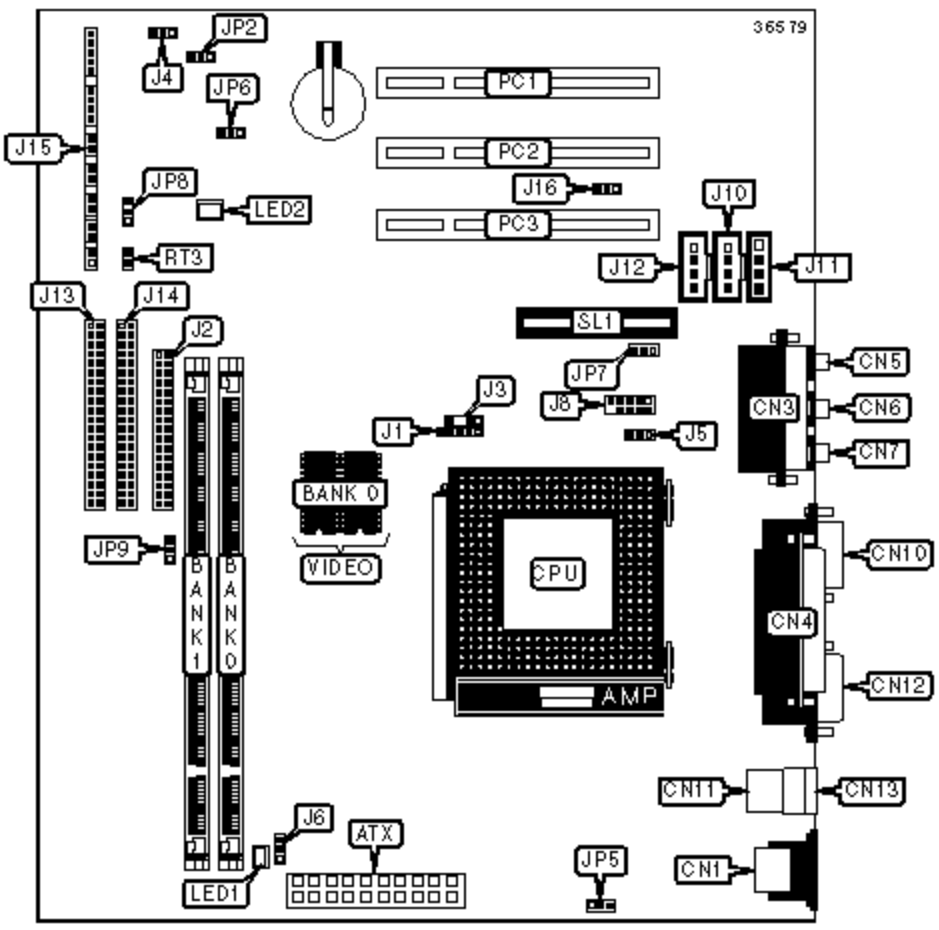 36579
JP2
J4
PC1
JP6
J15
PC2
JP8
J16
J10
LED2
PC3
RT3
J12
J11
J13
J14
SL1
J2
JP7
CN5
J3
J8
CN3
CN6
J1
J5
CN7
BANK 0
JP9
CN10
VIDEO
CPU
BANK1
BANK0
CN4
CN12
AMP
CN11
CN13
J6
ATX
JP5
CN1
LED1